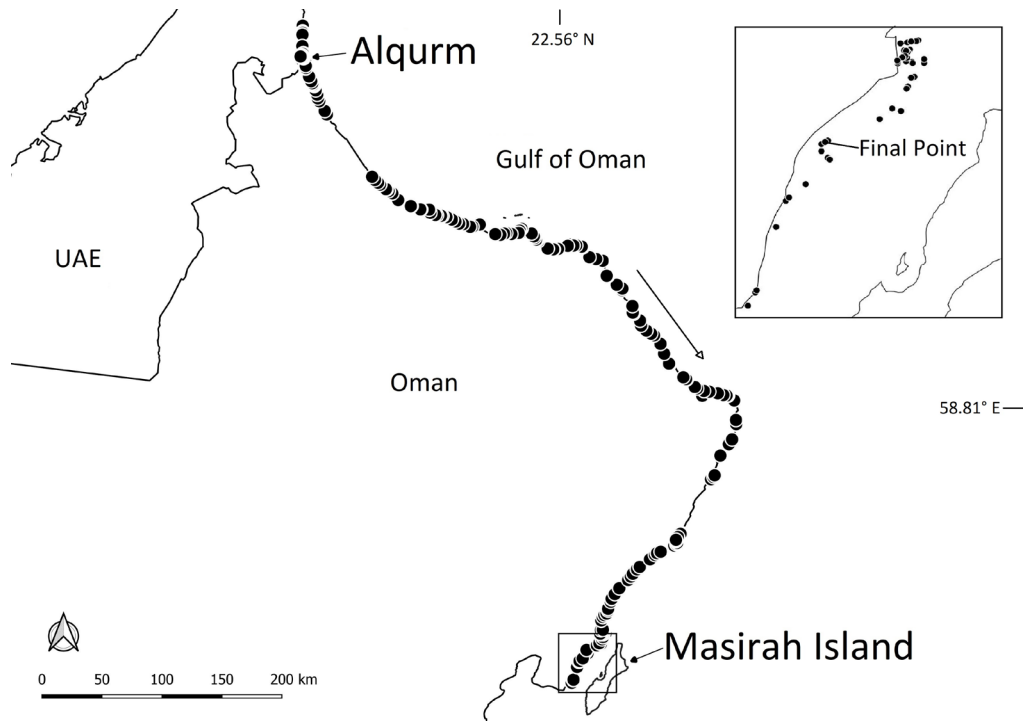 22.56° N
Alqurm
Final Point
Gulf of Oman
UAE
Oman
58.81° E
Masirah Island
0 50 100 150 200 km